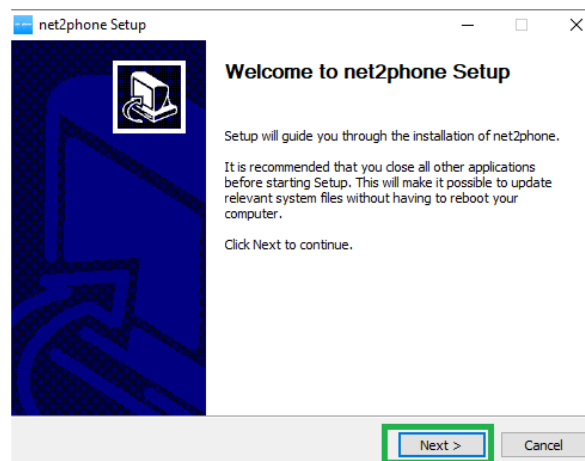 net2phone Setup
Welcome to net2phone Setup
Setup will guide you through the installation of net2phone.
It is recommended that you close all other applications
before starting Setup. This will make it possible to update
relevant system files without having to reboot your
computer.
Click Next to continue.
Next >
Cancel